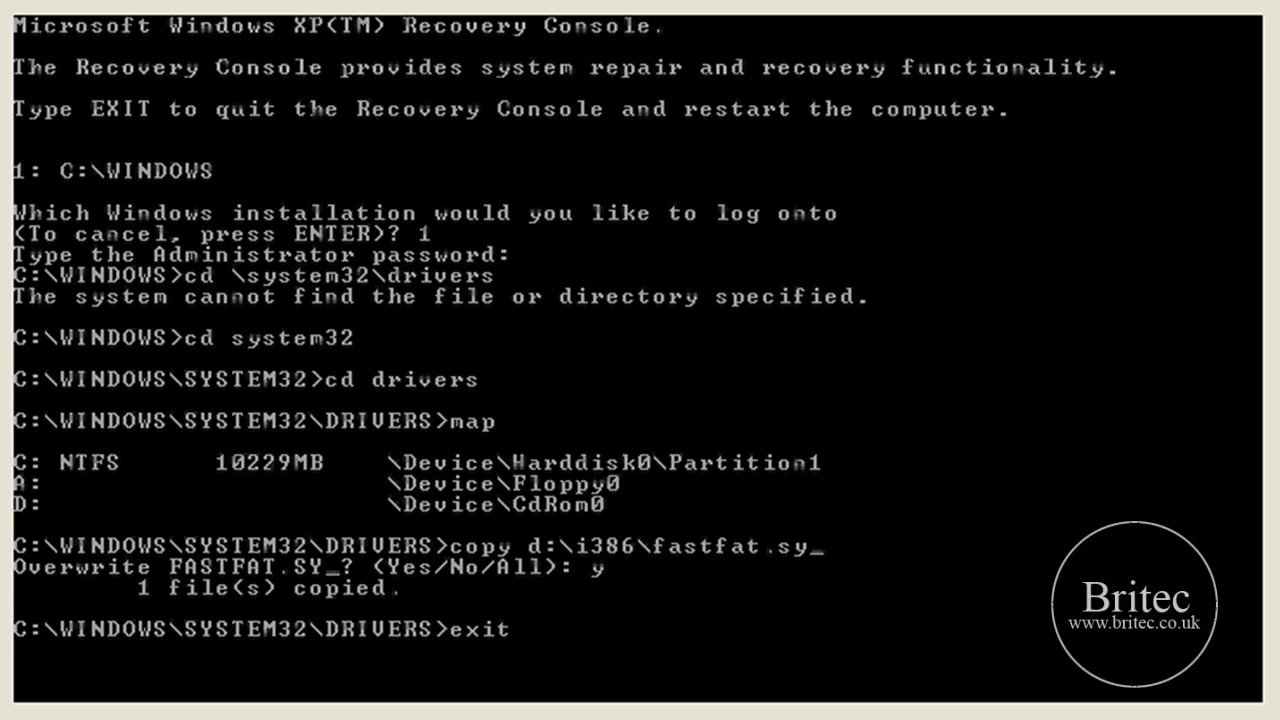 Microsoft Windows XP(TM) Recovery Console.
The Recovery Console provides system repair and recovery functionality.
Type EXIT to quit the Recovery Console and restart the computer.
1: C:\WINDOWS
Which Windows installation would you like to log onto
(To cancel, press ENTER)? 1
Type the Administrator password:
C:\WINDOWS>cd \system32\drivers
The system cannot find the file or directory specified.
C:\WINDOWS>cd system32
C:\WINDOWS\SYSTEM32>cd drivers
C:\WINDOWS\SYSTEM32\DRIVERS>map
C: NTFS 10229MB \Device\Harddisk0\Partition1
A: \Device\Floppy0
D: \Device\CdRom0
C:\WINDOWS\SYSTEM32\DRIVERS>copy d:\i386\fastfat.sy_
Overwrite FASTFAT.SY_? (Yes/No/All): y
1 file(s) copied.
C:\WINDOWS\SYSTEM32\DRIVERS>exit
Britec
www.britec.co.uk